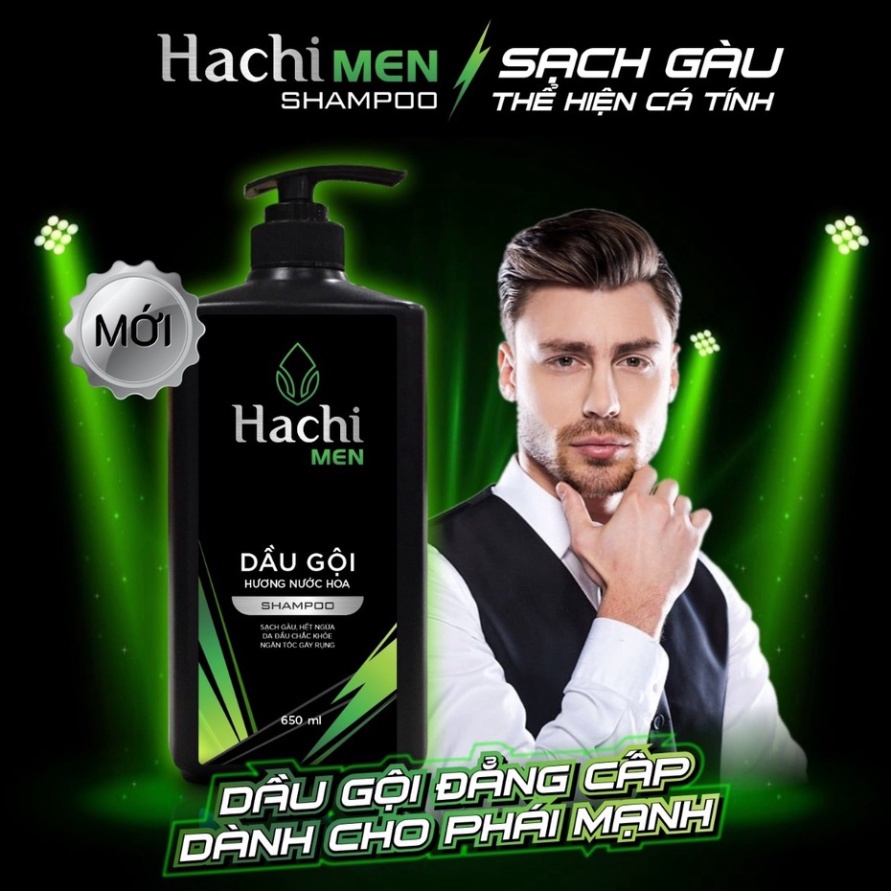 Hachi MEN
SHAMPOO
SẠCH GÀU
THỂ HIỆN CÁ TÍNH
MỚI
Hachi
MEN
DẦU GỘI
HƯƠNG NƯỚC HOA
SHAMPOO
SẠCH GÀU, HẾT NGỨA
DA ĐẦU CHẮC KHỎE
NGĂN TÓC GÃY RỤNG
650 ml
DẦU GỘI ĐẲNG CẤP
DÀNH CHO PHÁI MẠNH